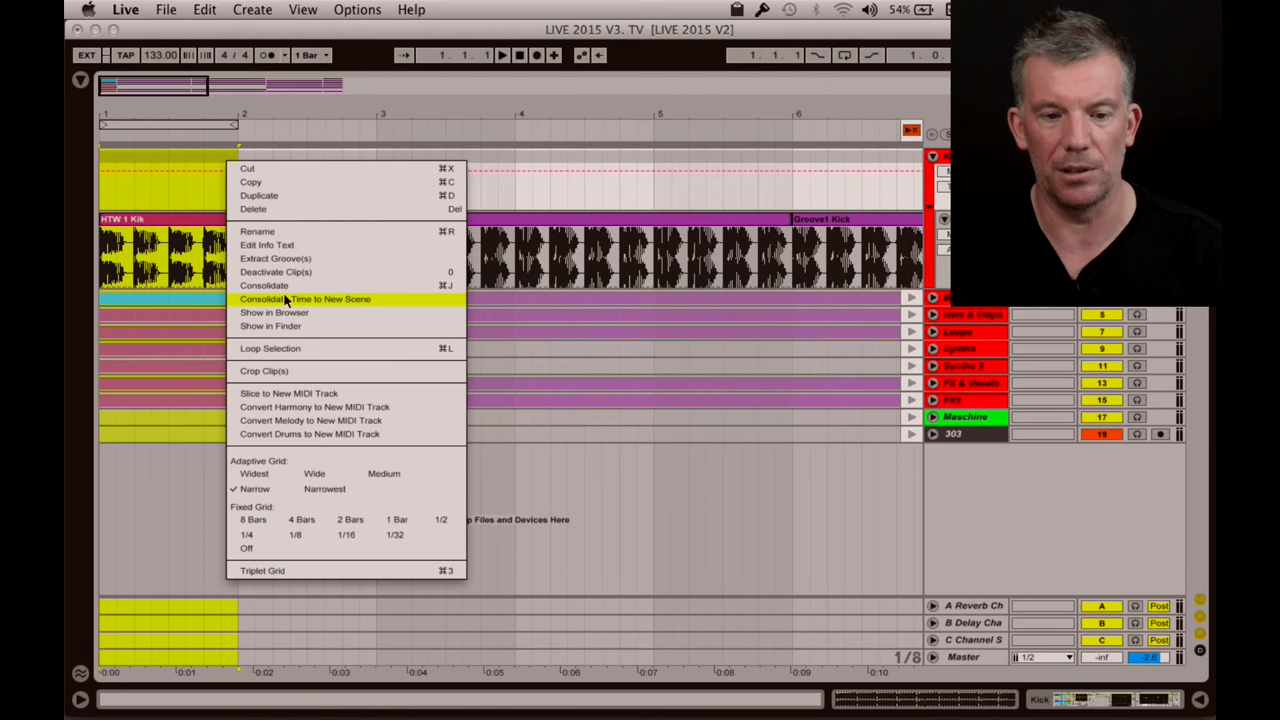 Live File Edit Create View Options Help 54%
LIVE 2015 V3. TV [LIVE 2015 V2]
EXT TAP 133.00 4 / 4 1 Bar 1. 1. 1 1. 1. 1 1. 0.
1 2 3 4 5 6
Cut ⌘X
Copy ⌘C
Duplicate ⌘D
Delete Del
HTW 1 Kik Groove1 Kick
Rename ⌘R
Edit Info Text
Extract Groove(s)
Deactivate Clip(s) 0
Consolidate ⌘J
Consolidate Time to New Scene
Show in Browser
Show in Finder
Loop Selection ⌘L
Crop Clip(s)
Slice to New MIDI Track
Convert Harmony to New MIDI Track
Convert Melody to New MIDI Track
Convert Drums to New MIDI Track
Adaptive Grid:
Widest Wide Medium
✓ Narrow Narrowest
Fixed Grid:
8 Bars 4 Bars 2 Bars 1 Bar 1/2
1/4 1/8 1/16 1/32
Off
Triplet Grid ⌘3
p Files and Devices Here
Hats & Claps 5
Loops 7
Synths 9
11
FX & Vocals 13
15
Maschine 17
303 19
A Reverb Ch A Post
B Delay Cha B Post
C Channel S C Post
Master 1/2 -inf -2.6
0:00 0:01 0:02 0:03 0:04 0:05 0:06 0:07 0:08 0:09 0:10
1/8
D
Kick